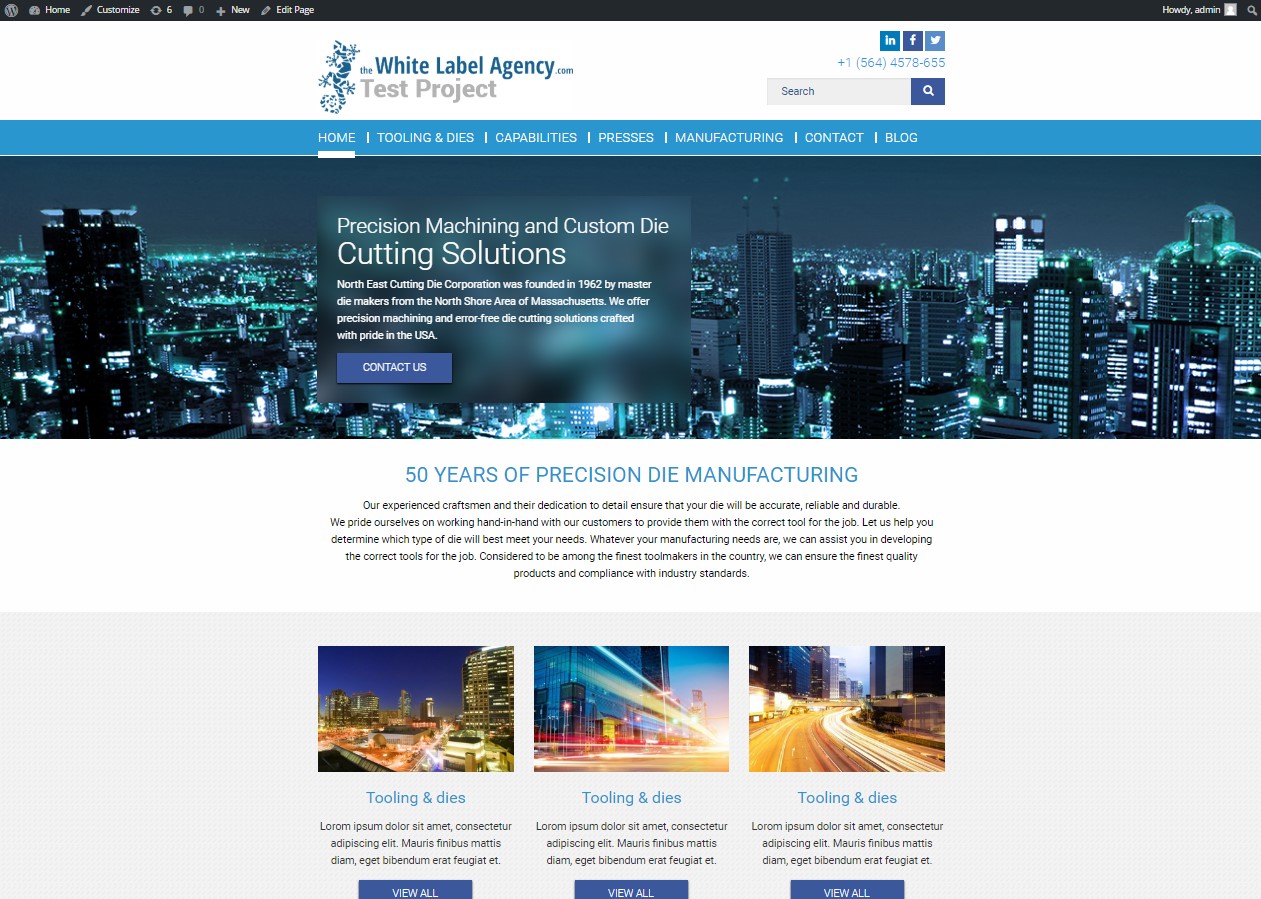 Home Customize 6 0 New Edit Page Howdy, admin
in f
the White Label Agency.com
Test Project
+1 (564) 4578-655
Search
HOME TOOLING & DIES CAPABILITIES PRESSES MANUFACTURING CONTACT BLOG
Precision Machining and Custom Die
Cutting Solutions
North East Cutting Die Corporation was founded in 1962 by master
die makers from the North Shore Area of Massachusetts. We offer
precision machining and error-free die cutting solutions crafted
with pride in the USA.
CONTACT US
50 YEARS OF PRECISION DIE MANUFACTURING
Our experienced craftsmen and their dedication to detail ensure that your die will be accurate, reliable and durable.
We pride ourselves on working hand-in-hand with our customers to provide them with the correct tool for the job. Let us help you
determine which type of die will best meet your needs. Whatever your manufacturing needs are, we can assist you in developing
the correct tools for the job. Considered to be among the finest toolmakers in the country, we can ensure the finest quality
products and compliance with industry standards.
Tooling & dies
Lorom ipsum dolor sit amet, consectetur
adipiscing elit. Mauris finibus mattis
diam, eget bibendum erat feugiat et.
VIEW ALL
Tooling & dies
Lorom ipsum dolor sit amet, consectetur
adipiscing elit. Mauris finibus mattis
diam, eget bibendum erat feugiat et.
VIEW ALL
Tooling & dies
Lorom ipsum dolor sit amet, consectetur
adipiscing elit. Mauris finibus mattis
diam, eget bibendum erat feugiat et.
VIEW ALL